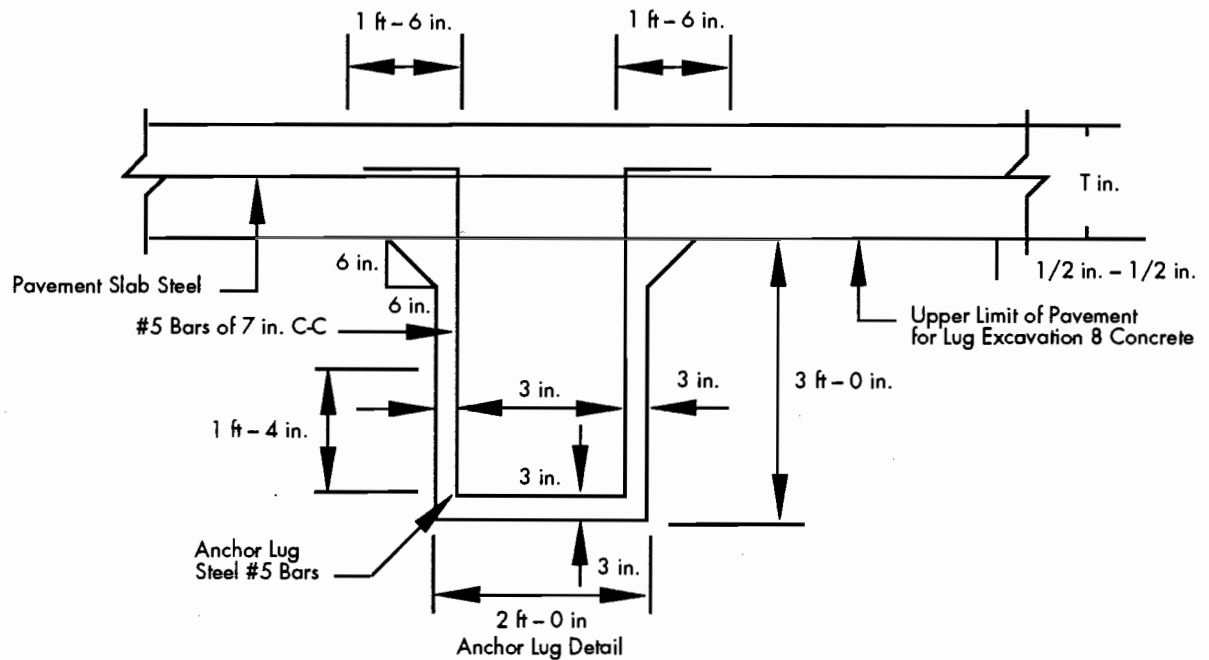 1 ft – 6 in.
1 ft – 6 in.
T in.
6 in.
1/2 in. – 1/2 in.
Pavement Slab Steel
6 in.
#5 Bars of 7 in. C-C
Upper Limit of Pavement
for Lug Excavation 8 Concrete
3 in.
3 in.
3 ft – 0 in.
1 ft – 4 in.
3 in.
Anchor Lug
Steel #5 Bars
3 in.
2 ft – 0 in
Anchor Lug Detail